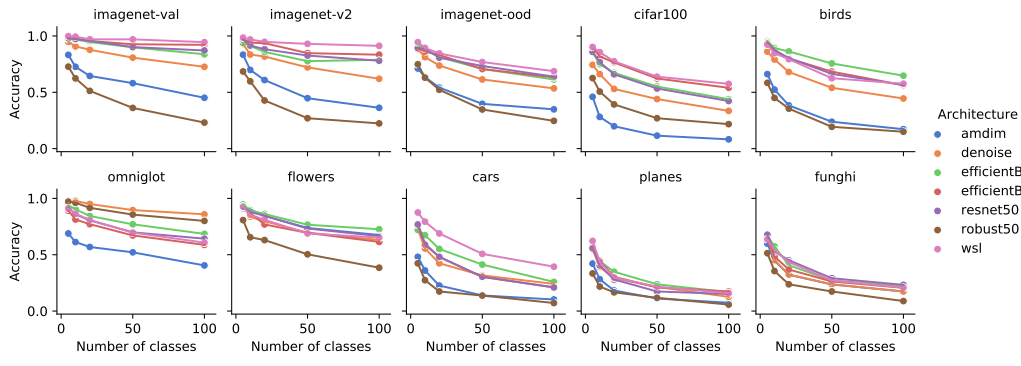 imagenet-val
imagenet-v2
imagenet-ood
cifar100
birds
1.0
0.5
0.0
Accuracy
omniglot
flowers
cars
planes
funghi
1.0
0.5
0.0
Accuracy
0 50 100
0 50 100
0 50 100
0 50 100
0 50 100
Number of classes
Number of classes
Number of classes
Number of classes
Number of classes
Architecture
amdim
denoise
efficientB
efficientB
resnet50
robust50
wsl